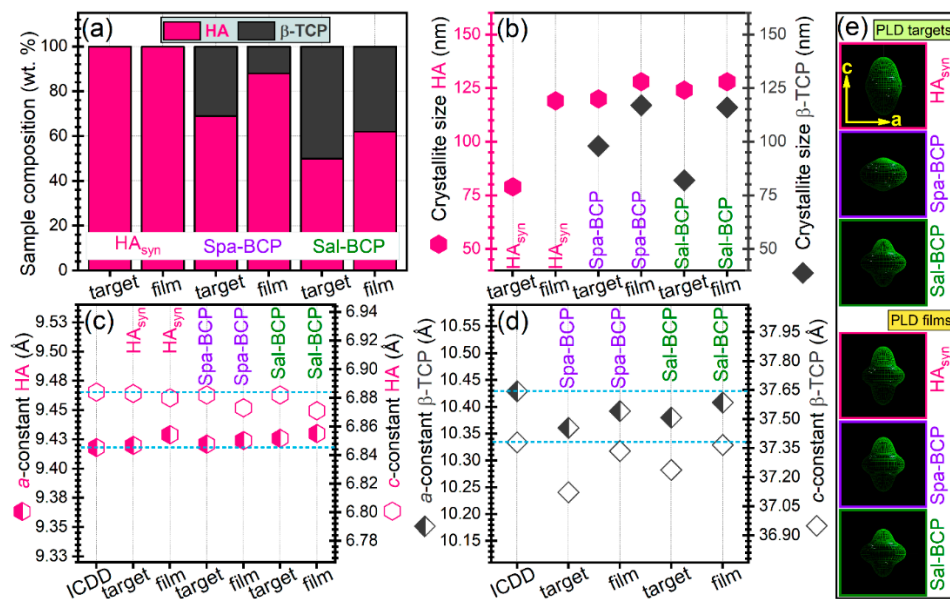 (a)
HA
β-TCP
Sample composition (wt. %)
100
80
60
40
20
0
HAsyn
Spa-BCP
Sal-BCP
target
film
target
film
target
film
(b)
Crystallite size HA (nm)
150
125
100
75
50
Crystallite size β-TCP (nm)
150
125
100
75
50
HAsyn
HAsyn
Spa-BCP
Spa-BCP
Sal-BCP
Sal-BCP
target
film
target
film
target
film
(c)
a-constant HA (Å)
9.53
9.50
9.48
9.45
9.43
9.40
9.38
9.35
9.33
c-constant HA (Å)
6.94
6.92
6.90
6.88
6.86
6.84
6.82
6.80
6.78
HAsyn
HAsyn
Spa-BCP
Spa-BCP
Sal-BCP
Sal-BCP
ICDD
target
film
target
film
target
film
(d)
a-constant β-TCP (Å)
10.55
10.50
10.45
10.40
10.35
10.30
10.25
10.20
10.15
c-constant β-TCP (Å)
37.95
37.80
37.65
37.50
37.35
37.20
37.05
36.90
Spa-BCP
Spa-BCP
Sal-BCP
Sal-BCP
ICDD
target
film
target
film
(e)
PLD targets
c
a
HAsyn
Spa-BCP
Sal-BCP
PLD films
HAsyn
Spa-BCP
Sal-BCP